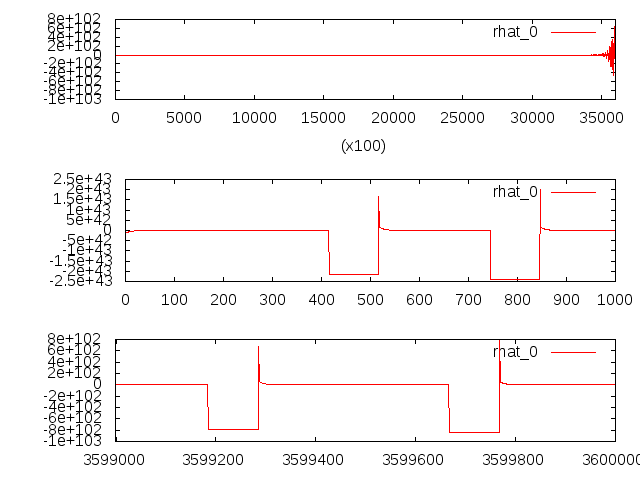 8e+102
6e+102
4e+102
2e+102
0
-2e+102
-4e+102
-6e+102
-8e+102
-1e+103
rhat_0
0 5000 10000 15000 20000 25000 30000 35000
(x100)
2.5e+43
2e+43
1.5e+43
1e+43
5e+42
0
-5e+42
-1e+43
-1.5e+43
-2e+43
-2.5e+43
rhat_0
0 100 200 300 400 500 600 700 800 900 1000
8e+102
6e+102
4e+102
2e+102
0
-2e+102
-4e+102
-6e+102
-8e+102
-1e+103
rhat_0
3599000 3599200 3599400 3599600 3599800 3600000